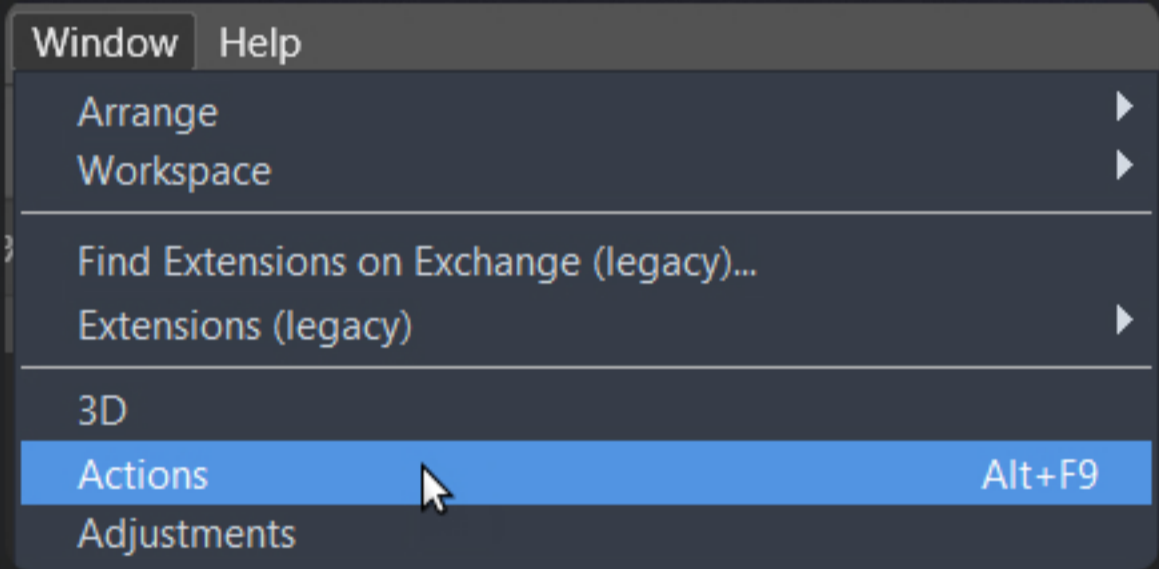 Window Help
Arrange
Workspace
Find Extensions on Exchange (legacy)...
Extensions (legacy)
3D
Actions Alt+F9
Adjustments